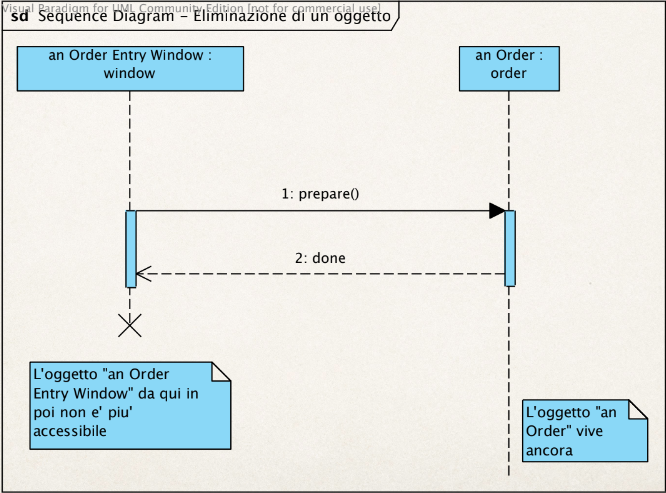 Visual Paradigm for UML Community Edition [not for commercial use]
sd Sequence Diagram - Eliminazione di un oggetto
an Order Entry Window :
window
an Order :
order
1: prepare()
2: done
L'oggetto "an Order
Entry Window" da qui in
poi non e' piu'
accessibile
L'oggetto "an
Order" vive
ancora